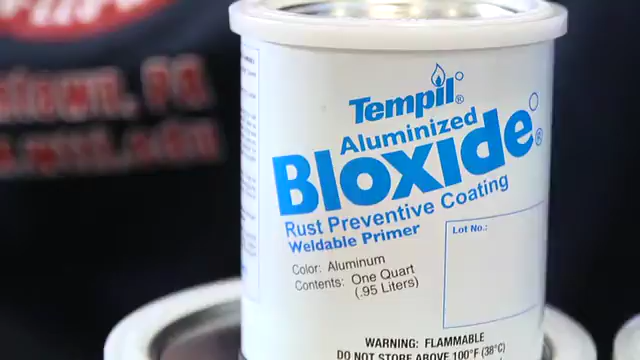 Tempil®
Aluminized
Bloxide®
Rust Preventive Coating
Weldable Primer
Color: Aluminum
Contents: One Quart
(.95 Liters)
Lot No.:
WARNING: FLAMMABLE
DO NOT STORE ABOVE 100°F (38°C)